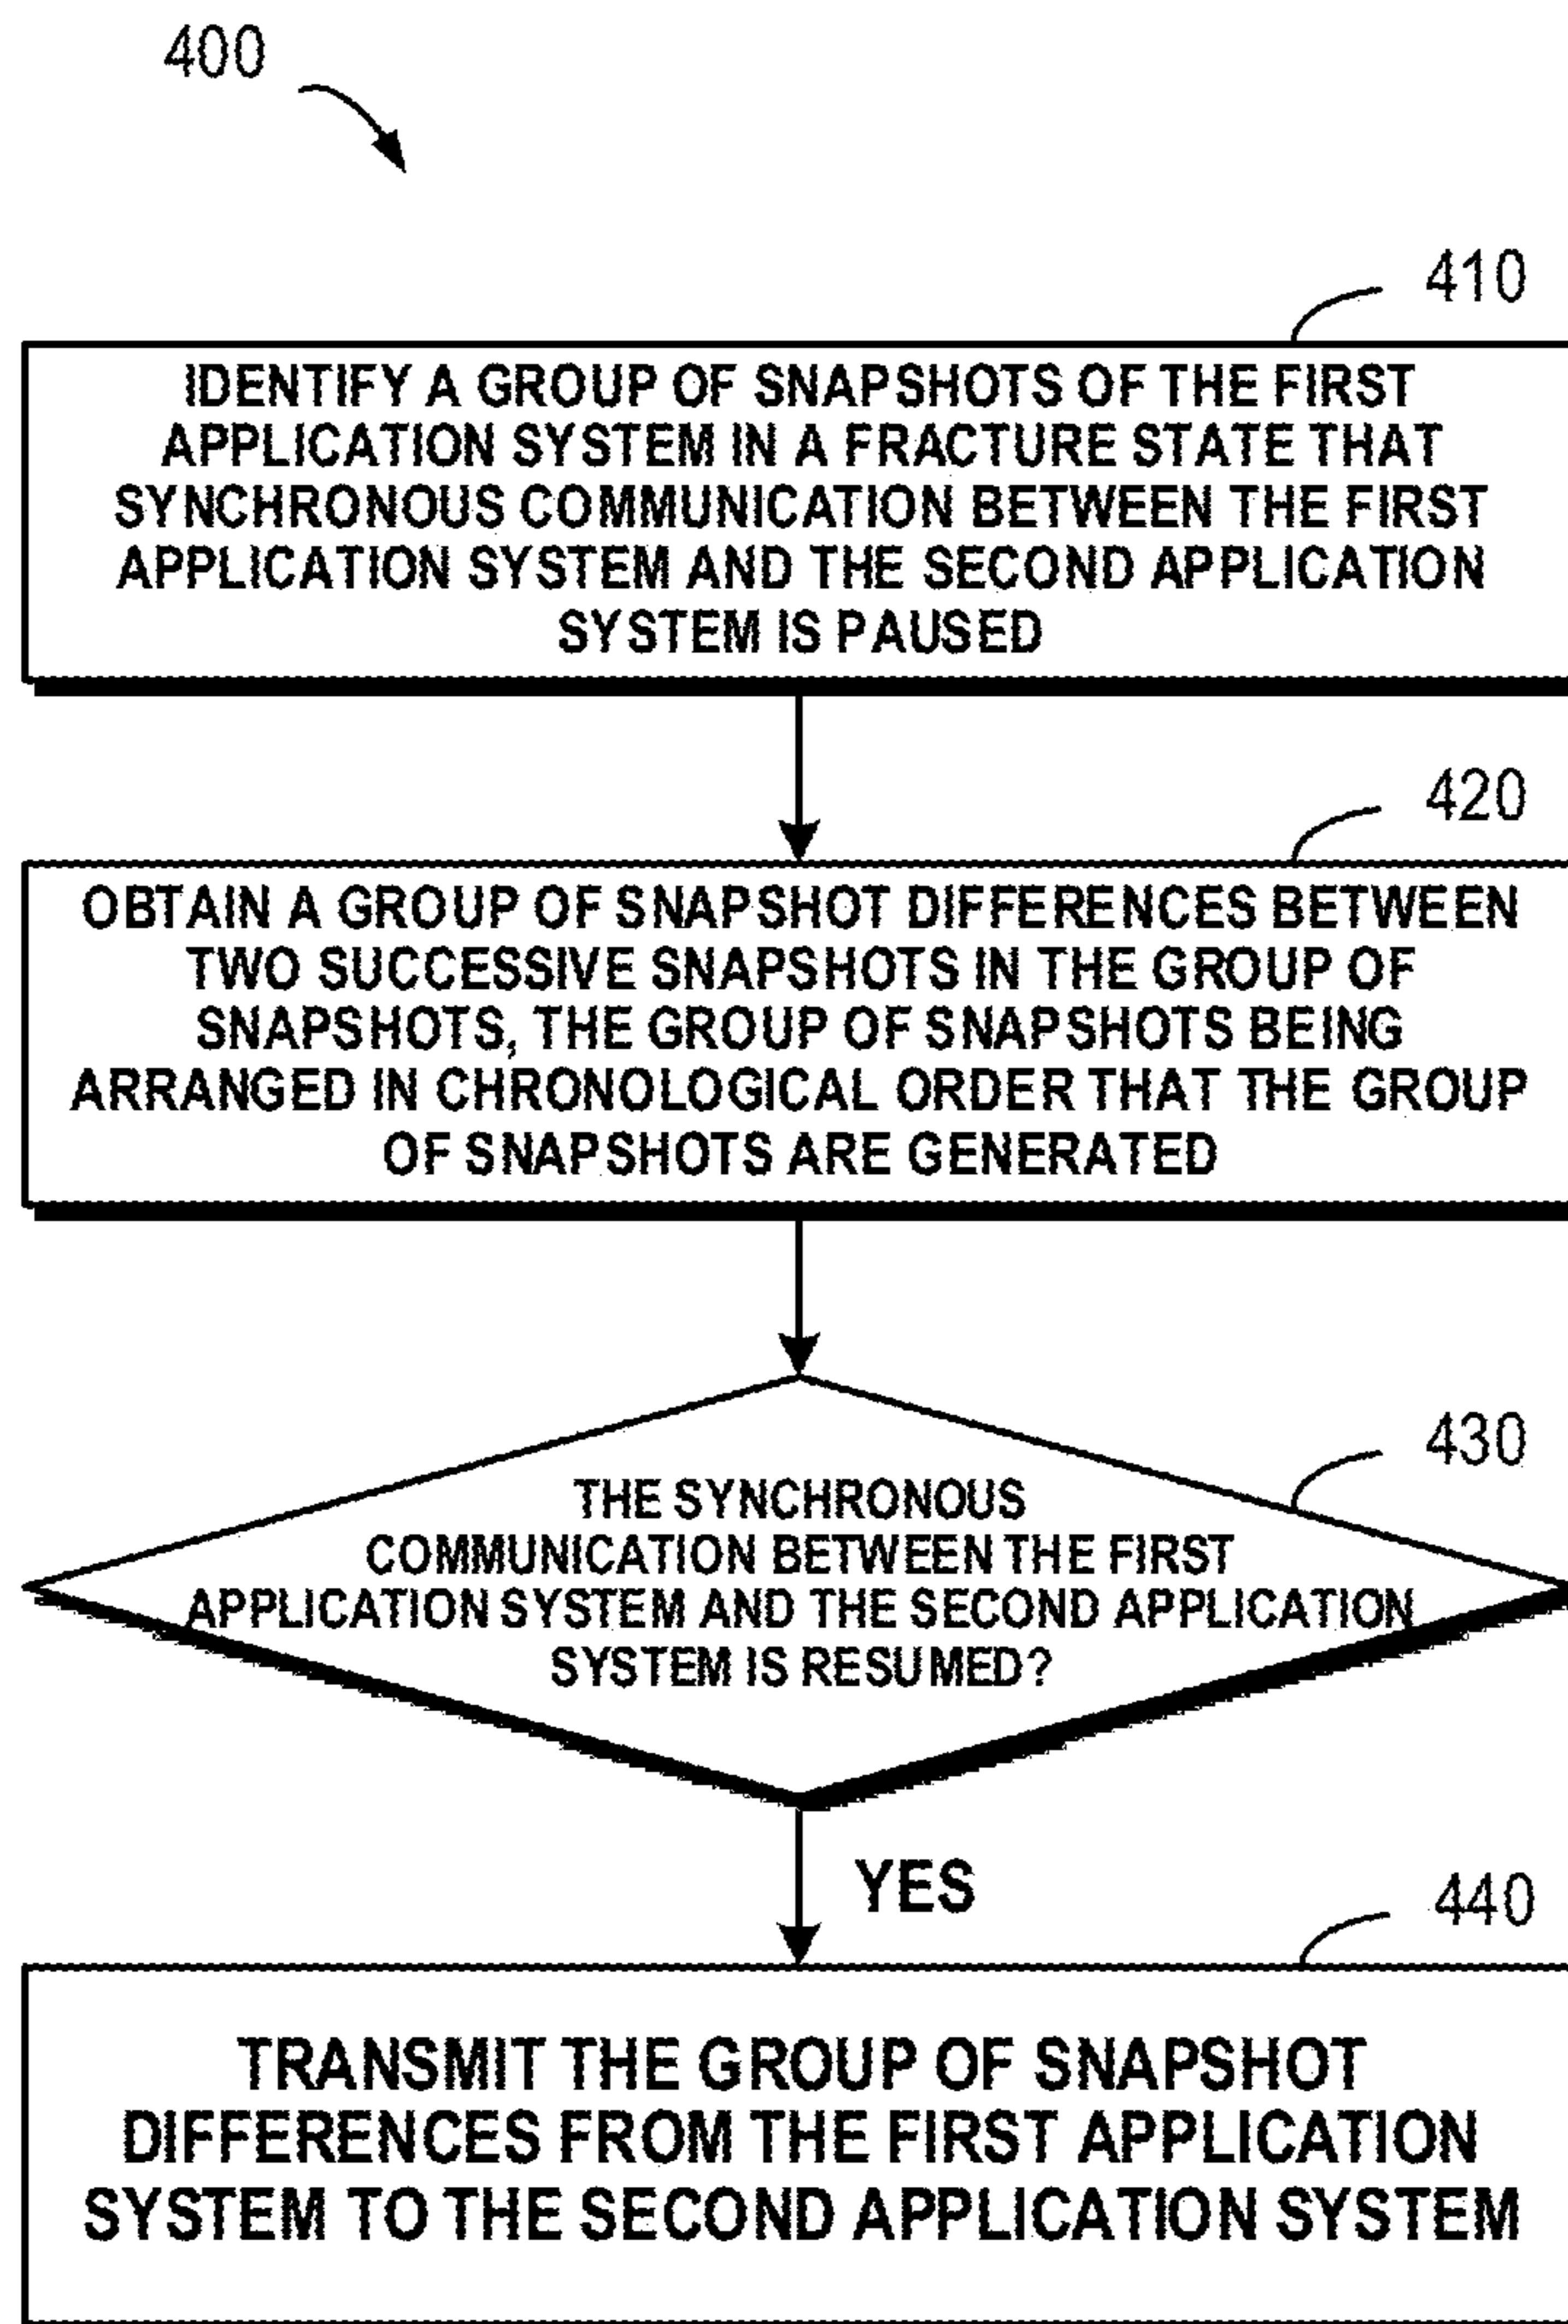 400
410
IDENTIFY A GROUP OF SNAPSHOTS OF THE FIRST
APPLICATION SYSTEM IN A FRACTURE STATE THAT
SYNCHRONOUS COMMUNICATION BETWEEN THE FIRST
APPLICATION SYSTEM AND THE SECOND APPLICATION
SYSTEM IS PAUSED
420
OBTAIN A GROUP OF SNAPSHOT DIFFERENCES BETWEEN
TWO SUCCESSIVE SNAPSHOTS IN THE GROUP OF
SNAPSHOTS, THE GROUP OF SNAPSHOTS BEING
ARRANGED IN CHRONOLOGICAL ORDER THAT THE GROUP
OF SNAPSHOTS ARE GENERATED
430
THE SYNCHRONOUS
COMMUNICATION BETWEEN THE FIRST
APPLICATION SYSTEM AND THE SECOND APPLICATION
SYSTEM IS RESUMED?
YES
440
TRANSMIT THE GROUP OF SNAPSHOT
DIFFERENCES FROM THE FIRST APPLICATION
SYSTEM TO THE SECOND APPLICATION SYSTEM